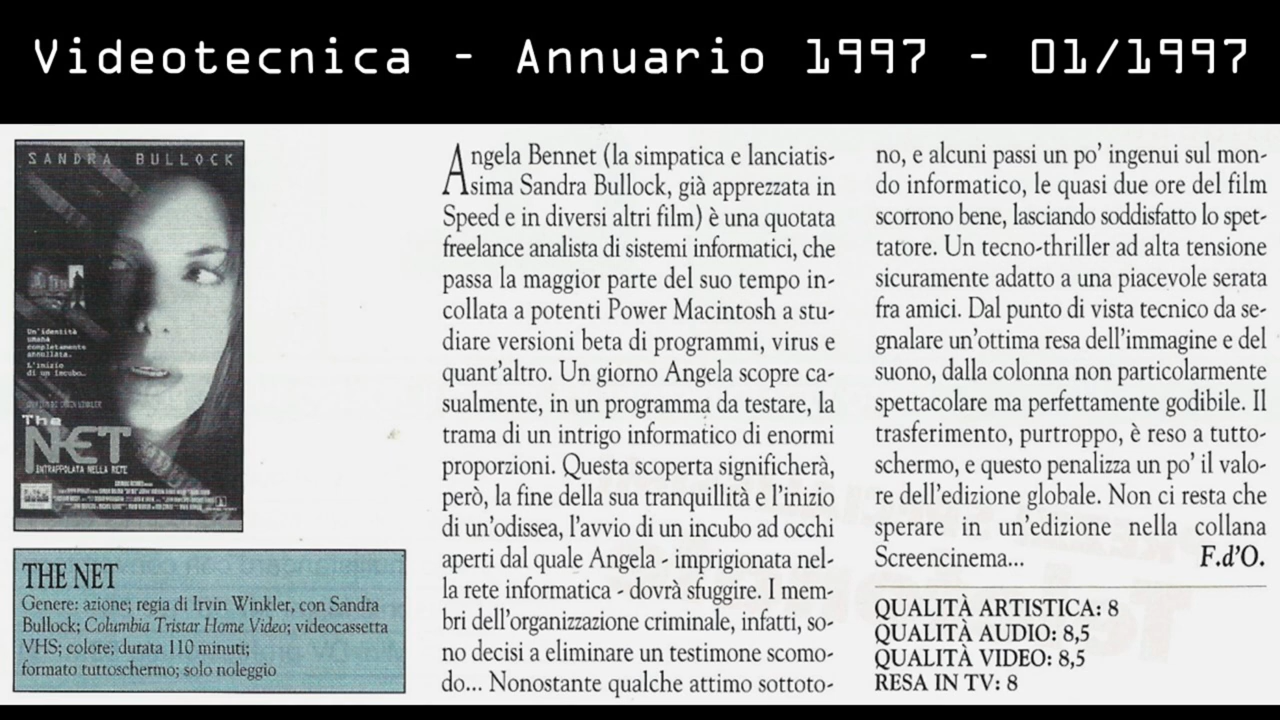 Videotecnica - Annuario 1997 - 01/1997
SANDRA BULLOCK
Un'identità
umana
completamente
annullata.
L'inizio
di un incubo...
The
NET
INTRAPPOLATA NELLA RETE
THE NET
Genere: azione; regia di Irvin Winkler, con Sandra
Bullock; Columbia Tristar Home Video; videocassetta
VHS; colore; durata 110 minuti;
formato tuttoschermo; solo noleggio
Angela Bennet (la simpatica e lanciatis-
sima Sandra Bullock, già apprezzata in
Speed e in diversi altri film) è una quotata
freelance analista di sistemi informatici, che
passa la maggior parte del suo tempo in-
collata a potenti Power Macintosh a stu-
diare versioni beta di programmi, virus e
quant'altro. Un giorno Angela scopre ca-
sualmente, in un programma da testare, la
trama di un intrigo informatico di enormi
proporzioni. Questa scoperta significherà,
però, la fine della sua tranquillità e l'inizio
di un'odissea, l'avvio di un incubo ad occhi
aperti dal quale Angela - imprigionata nel-
la rete informatica - dovrà sfuggire. I mem-
bri dell'organizzazione criminale, infatti, so-
no decisi a eliminare un testimone scomo-
do... Nonostante qualche attimo sottoto-
no, e alcuni passi un po' ingenui sul mon-
do informatico, le quasi due ore del film
scorrono bene, lasciando soddisfatto lo spet-
tatore. Un tecno-thriller ad alta tensione
sicuramente adatto a una piacevole serata
fra amici. Dal punto di vista tecnico da se-
gnalare un'ottima resa dell'immagine e del
suono, dalla colonna non particolarmente
spettacolare ma perfettamente godibile. Il
trasferimento, purtroppo, è reso a tutto-
schermo, e questo penalizza un po' il valo-
re dell'edizione globale. Non ci resta che
sperare in un'edizione nella collana
Screencinema... F.d'O.
QUALITÀ ARTISTICA: 8
QUALITÀ AUDIO: 8,5
QUALITÀ VIDEO: 8,5
RESA IN TV: 8